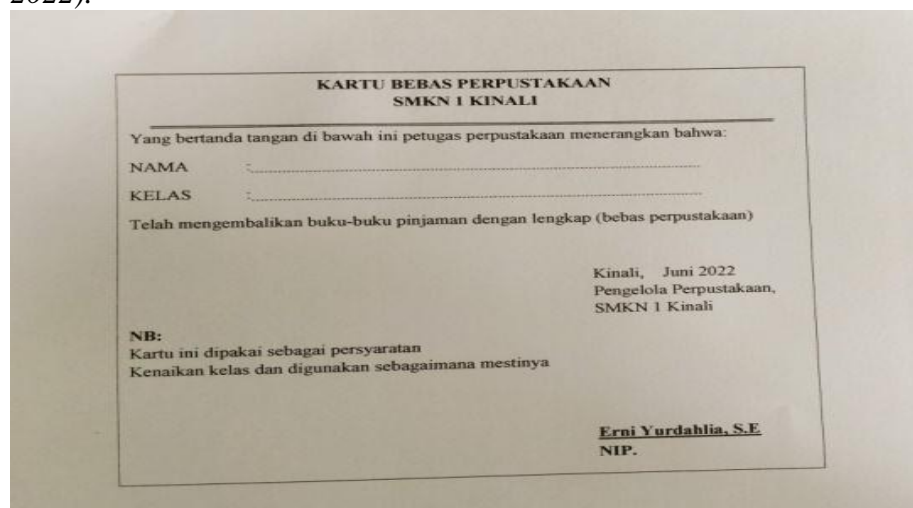 2022).
KARTU BEBAS PERPUSTAKAAN
SMKN 1 KINALI
Yang bertanda tangan di bawah ini petugas perpustakaan menerangkan bahwa:
NAMA :
KELAS :
Telah mengembalikan buku-buku pinjaman dengan lengkap (bebas perpustakaan)
Kinali, Juni 2022
Pengelola Perpustakaan,
SMKN 1 Kinali
NB:
Kartu ini dipakai sebagai persyaratan
Kenaikan kelas dan digunakan sebagaimana mestinya
Erni Yurdahlia, S.E
NIP.